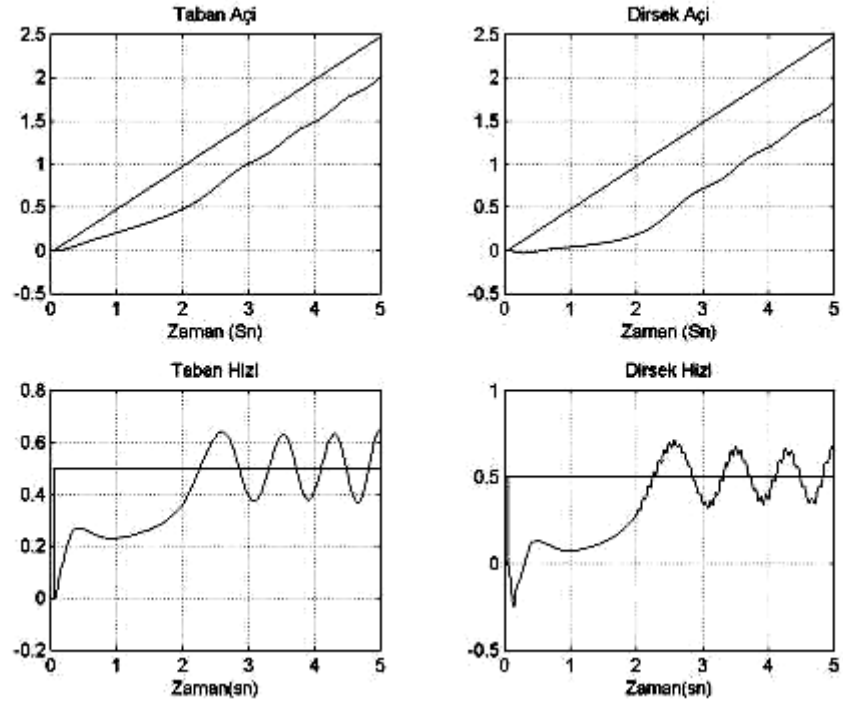 Taban Açi
2.5
2
1.5
1
0.5
0
-0.5
0 1 2 3 4 5
Zaman (Sn)
Dirsek Açi
2.5
2
1.5
1
0.5
0
-0.5
0 1 2 3 4 5
Zaman (Sn)
Taban Hizi
0.8
0.6
0.4
0.2
0
-0.2
0 1 2 3 4 5
Zaman(sn)
Dirsek Hizi
1
0.5
0
-0.5
0 1 2 3 4 5
Zaman(sn)